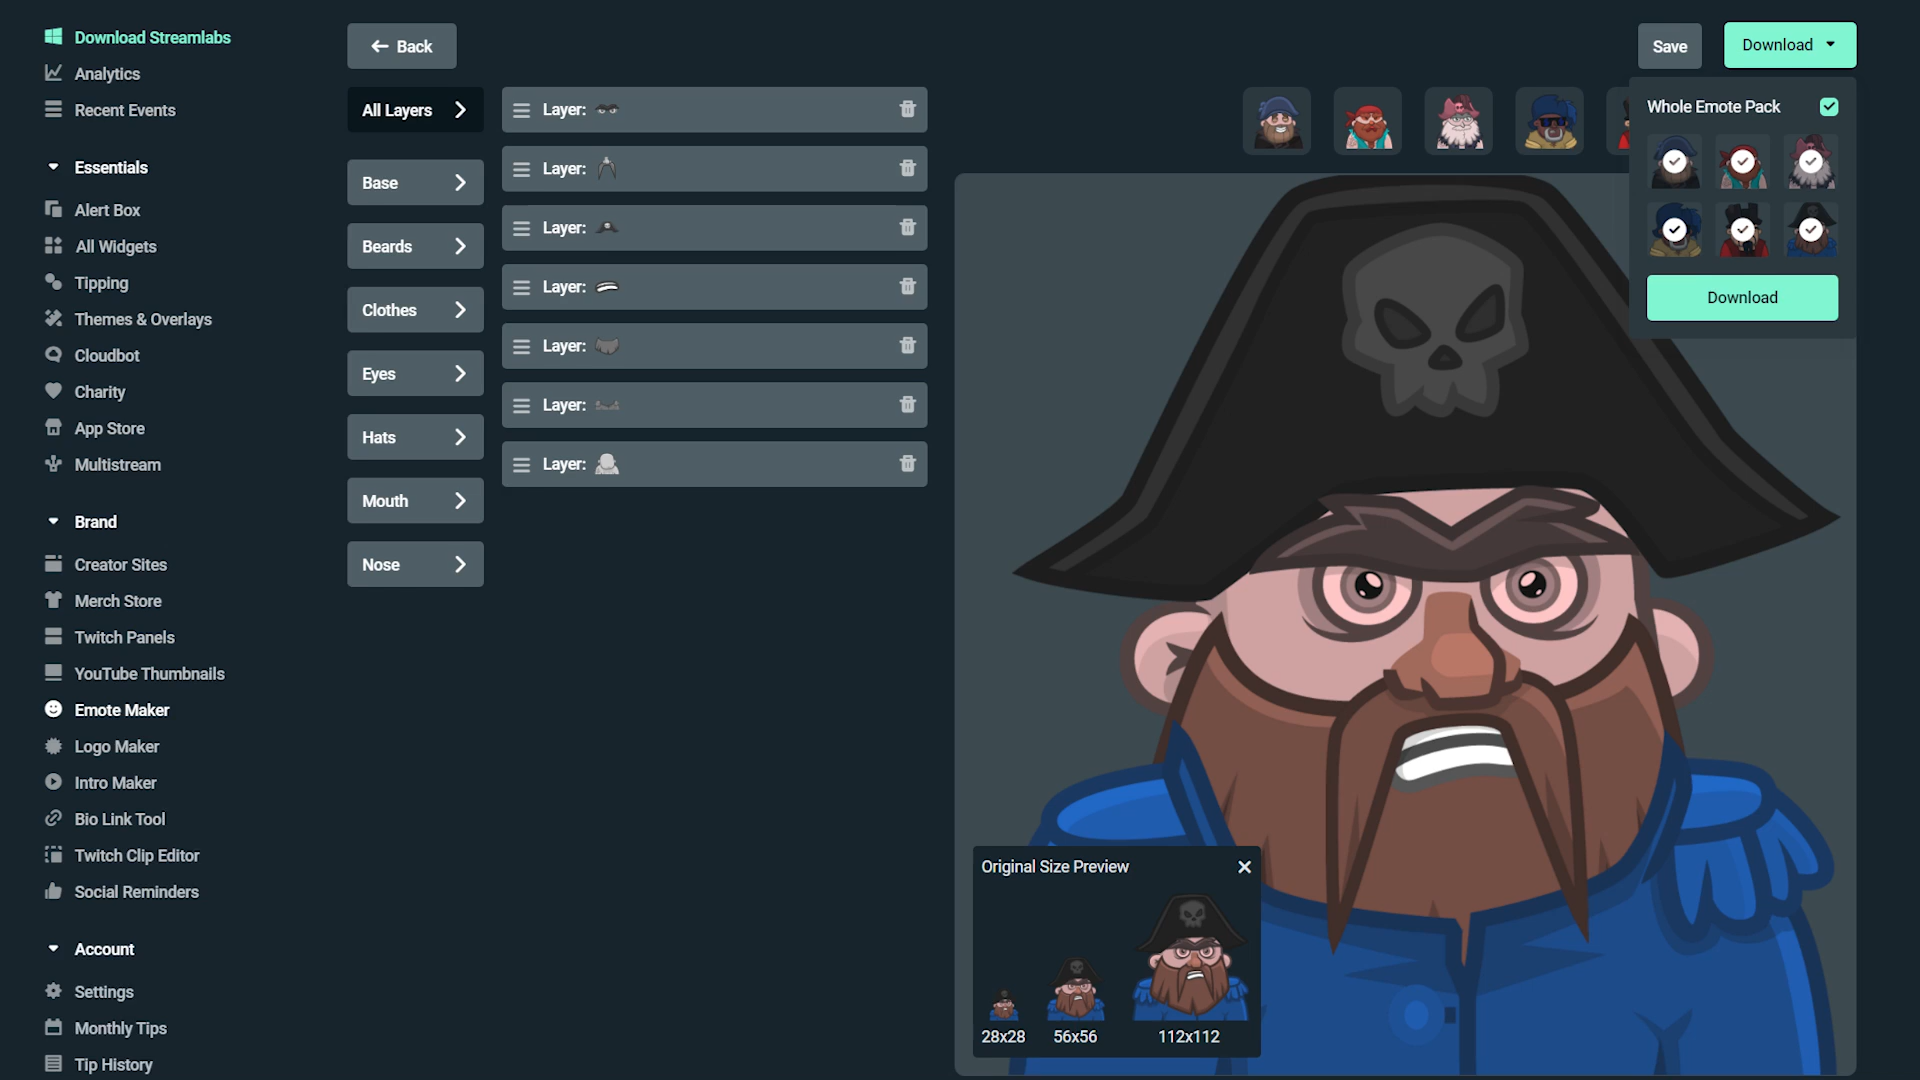 Download Streamlabs
Analytics
Recent Events
Essentials
Alert Box
All Widgets
Tipping
Themes & Overlays
Cloudbot
Charity
App Store
Multistream
Brand
Creator Sites
Merch Store
Twitch Panels
YouTube Thumbnails
Emote Maker
Logo Maker
Intro Maker
Bio Link Tool
Twitch Clip Editor
Social Reminders
Account
Settings
Monthly Tips
Tip History
Back
All Layers
Base
Beards
Clothes
Eyes
Hats
Mouth
Nose
Layer:
Layer:
Layer:
Layer:
Layer:
Layer:
Layer:
Save
Download
Whole Emote Pack
Download
Original Size Preview
28x28
56x56
112x112